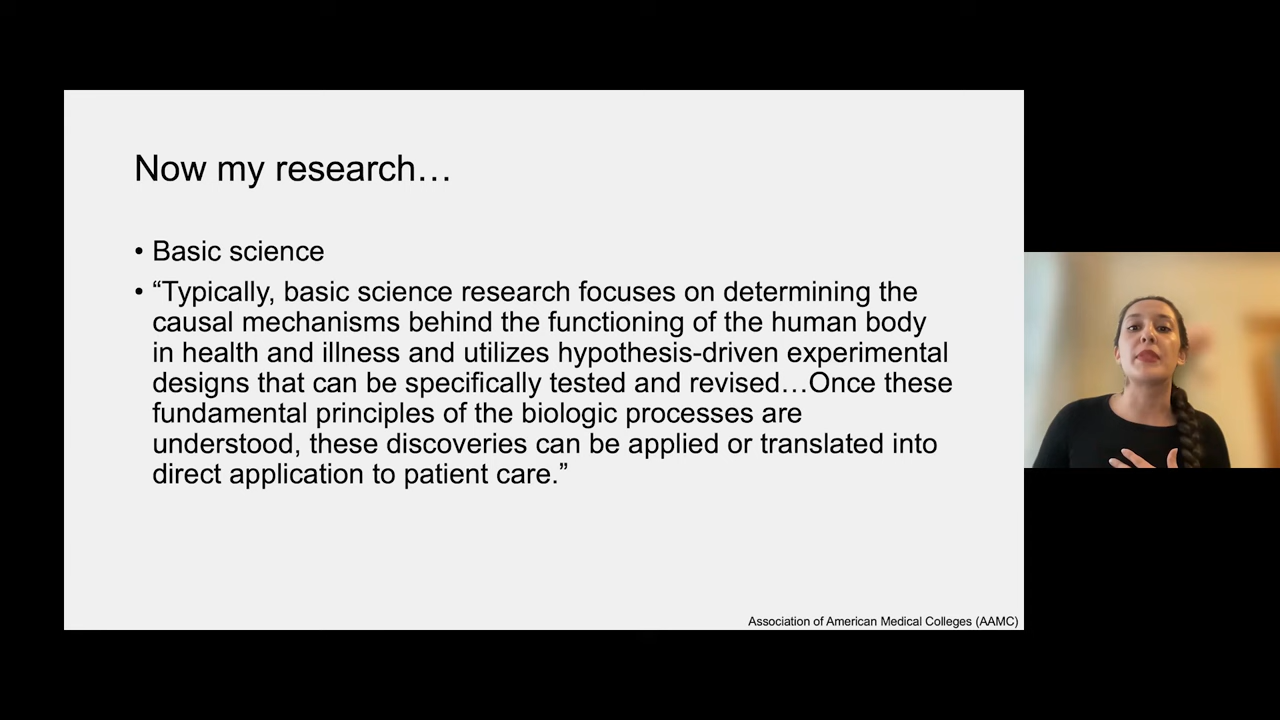 Now my research…
• Basic science
• “Typically, basic science research focuses on determining the
causal mechanisms behind the functioning of the human body
in health and illness and utilizes hypothesis-driven experimental
designs that can be specifically tested and revised…Once these
fundamental principles of the biologic processes are
understood, these discoveries can be applied or translated into
direct application to patient care.”
Association of American Medical Colleges (AAMC)